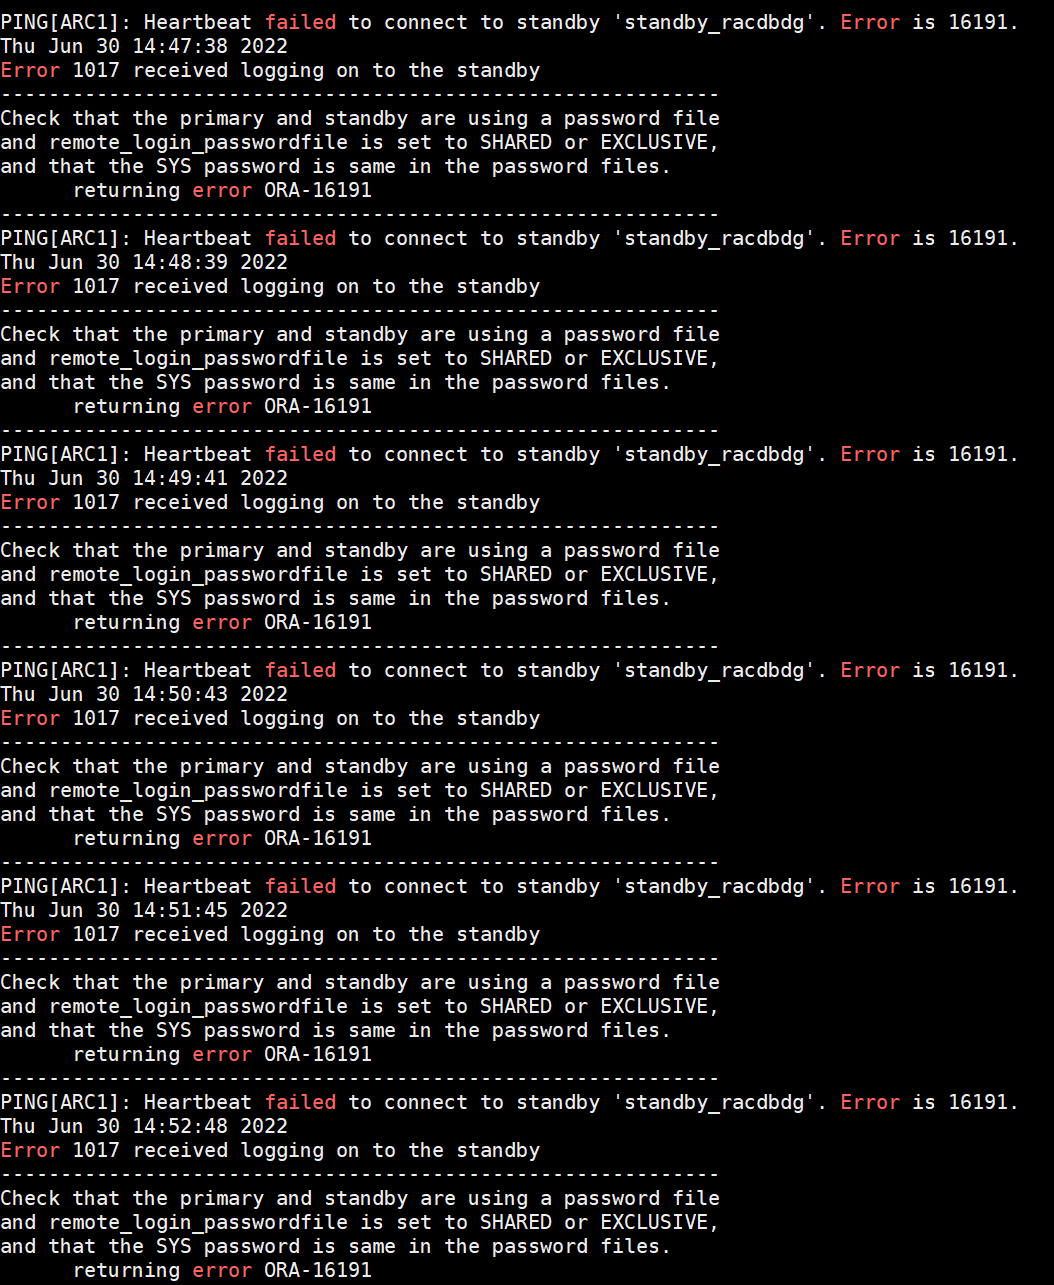 PING[ARC1]: Heartbeat failed to connect to standby 'standby_racdbdg'. Error is 16191.
Thu Jun 30 14:47:38 2022
Error 1017 received logging on to the standby
------------------------------------------------------------
Check that the primary and standby are using a password file
and remote_login_passwordfile is set to SHARED or EXCLUSIVE,
and that the SYS password is same in the password files.
      returning error ORA-16191
------------------------------------------------------------
PING[ARC1]: Heartbeat failed to connect to standby 'standby_racdbdg'. Error is 16191.
Thu Jun 30 14:48:39 2022
Error 1017 received logging on to the standby
------------------------------------------------------------
Check that the primary and standby are using a password file
and remote_login_passwordfile is set to SHARED or EXCLUSIVE,
and that the SYS password is same in the password files.
      returning error ORA-16191
------------------------------------------------------------
PING[ARC1]: Heartbeat failed to connect to standby 'standby_racdbdg'. Error is 16191.
Thu Jun 30 14:49:41 2022
Error 1017 received logging on to the standby
------------------------------------------------------------
Check that the primary and standby are using a password file
and remote_login_passwordfile is set to SHARED or EXCLUSIVE,
and that the SYS password is same in the password files.
      returning error ORA-16191
------------------------------------------------------------
PING[ARC1]: Heartbeat failed to connect to standby 'standby_racdbdg'. Error is 16191.
Thu Jun 30 14:50:43 2022
Error 1017 received logging on to the standby
------------------------------------------------------------
Check that the primary and standby are using a password file
and remote_login_passwordfile is set to SHARED or EXCLUSIVE,
and that the SYS password is same in the password files.
      returning error ORA-16191
------------------------------------------------------------
PING[ARC1]: Heartbeat failed to connect to standby 'standby_racdbdg'. Error is 16191.
Thu Jun 30 14:51:45 2022
Error 1017 received logging on to the standby
------------------------------------------------------------
Check that the primary and standby are using a password file
and remote_login_passwordfile is set to SHARED or EXCLUSIVE,
and that the SYS password is same in the password files.
      returning error ORA-16191
------------------------------------------------------------
PING[ARC1]: Heartbeat failed to connect to standby 'standby_racdbdg'. Error is 16191.
Thu Jun 30 14:52:48 2022
Error 1017 received logging on to the standby
------------------------------------------------------------
Check that the primary and standby are using a password file
and remote_login_passwordfile is set to SHARED or EXCLUSIVE,
and that the SYS password is same in the password files.
      returning error ORA-16191